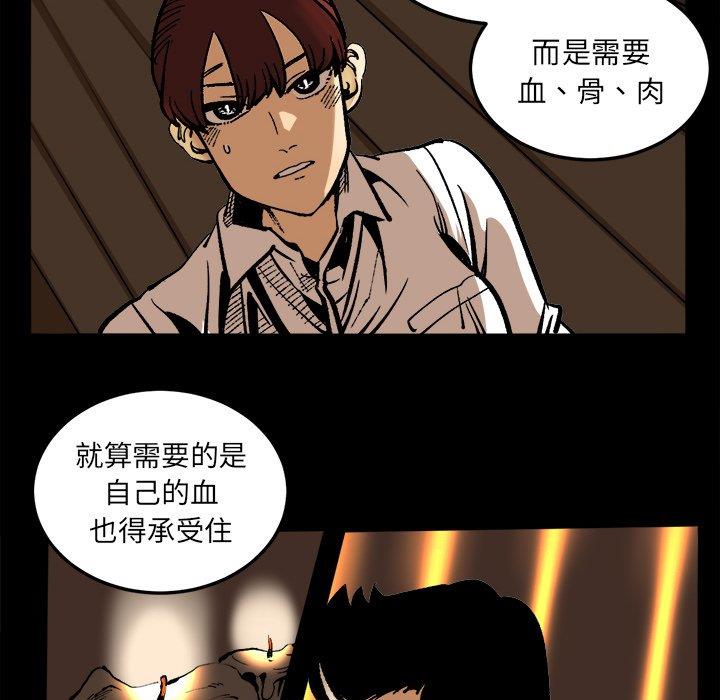 而是需要
血、骨、肉
就算需要的是
自己的血
也得承受住